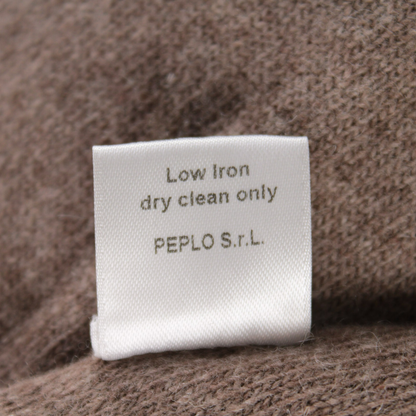 Low Iron
dry clean only
PEPLO S.r.L.